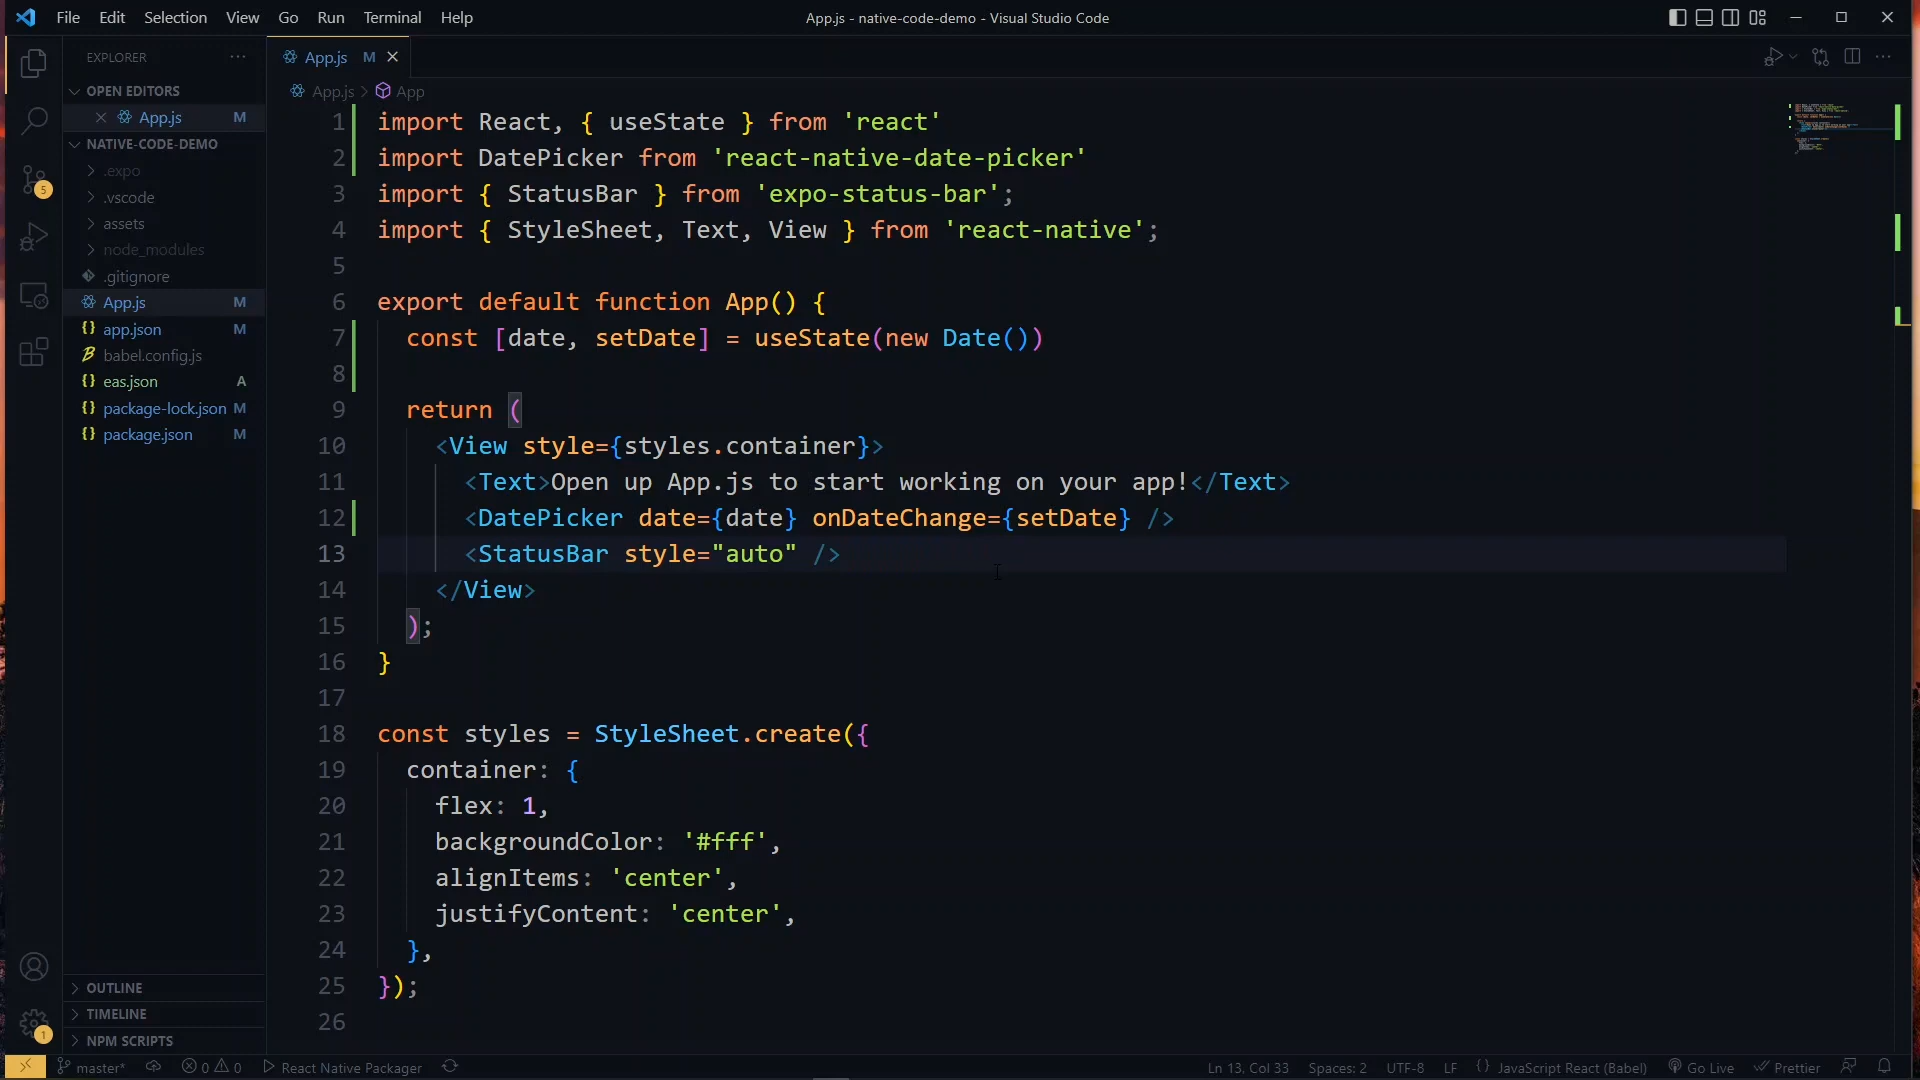 File Edit Selection View Go Run Terminal Help
App.js - native-code-demo - Visual Studio Code
EXPLORER
OPEN EDITORS
App.js M
NATIVE-CODE-DEMO
.expo
.vscode
assets
node_modules
.gitignore
App.js M
app.json M
babel.config.js
eas.json A
package-lock.json M
package.json M
OUTLINE
TIMELINE
NPM SCRIPTS
5
1
App.js M
App.js > App
1 import React, { useState } from 'react'
2 import DatePicker from 'react-native-date-picker'
3 import { StatusBar } from 'expo-status-bar';
4 import { StyleSheet, Text, View } from 'react-native';
5
6 export default function App() {
7 const [date, setDate] = useState(new Date())
8
9 return (
10 <View style={styles.container}>
11 <Text>Open up App.js to start working on your app!</Text>
12 <DatePicker date={date} onDateChange={setDate} />
13 <StatusBar style="auto" />
14 </View>
15 );
16 }
17
18 const styles = StyleSheet.create({
19 container: {
20 flex: 1,
21 backgroundColor: '#fff',
22 alignItems: 'center',
23 justifyContent: 'center',
24 },
25 });
26
master* 0 0 React Native Packager
Ln 13, Col 33 Spaces: 2 UTF-8 LF {} JavaScript React (Babel) Go Live Prettier